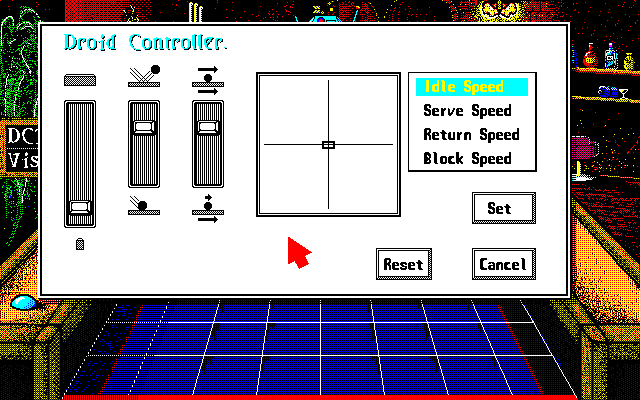 Droid Controller.
Idle Speed
Serve Speed
Return Speed
Block Speed
DC
Vis
Set
Reset
Cancel